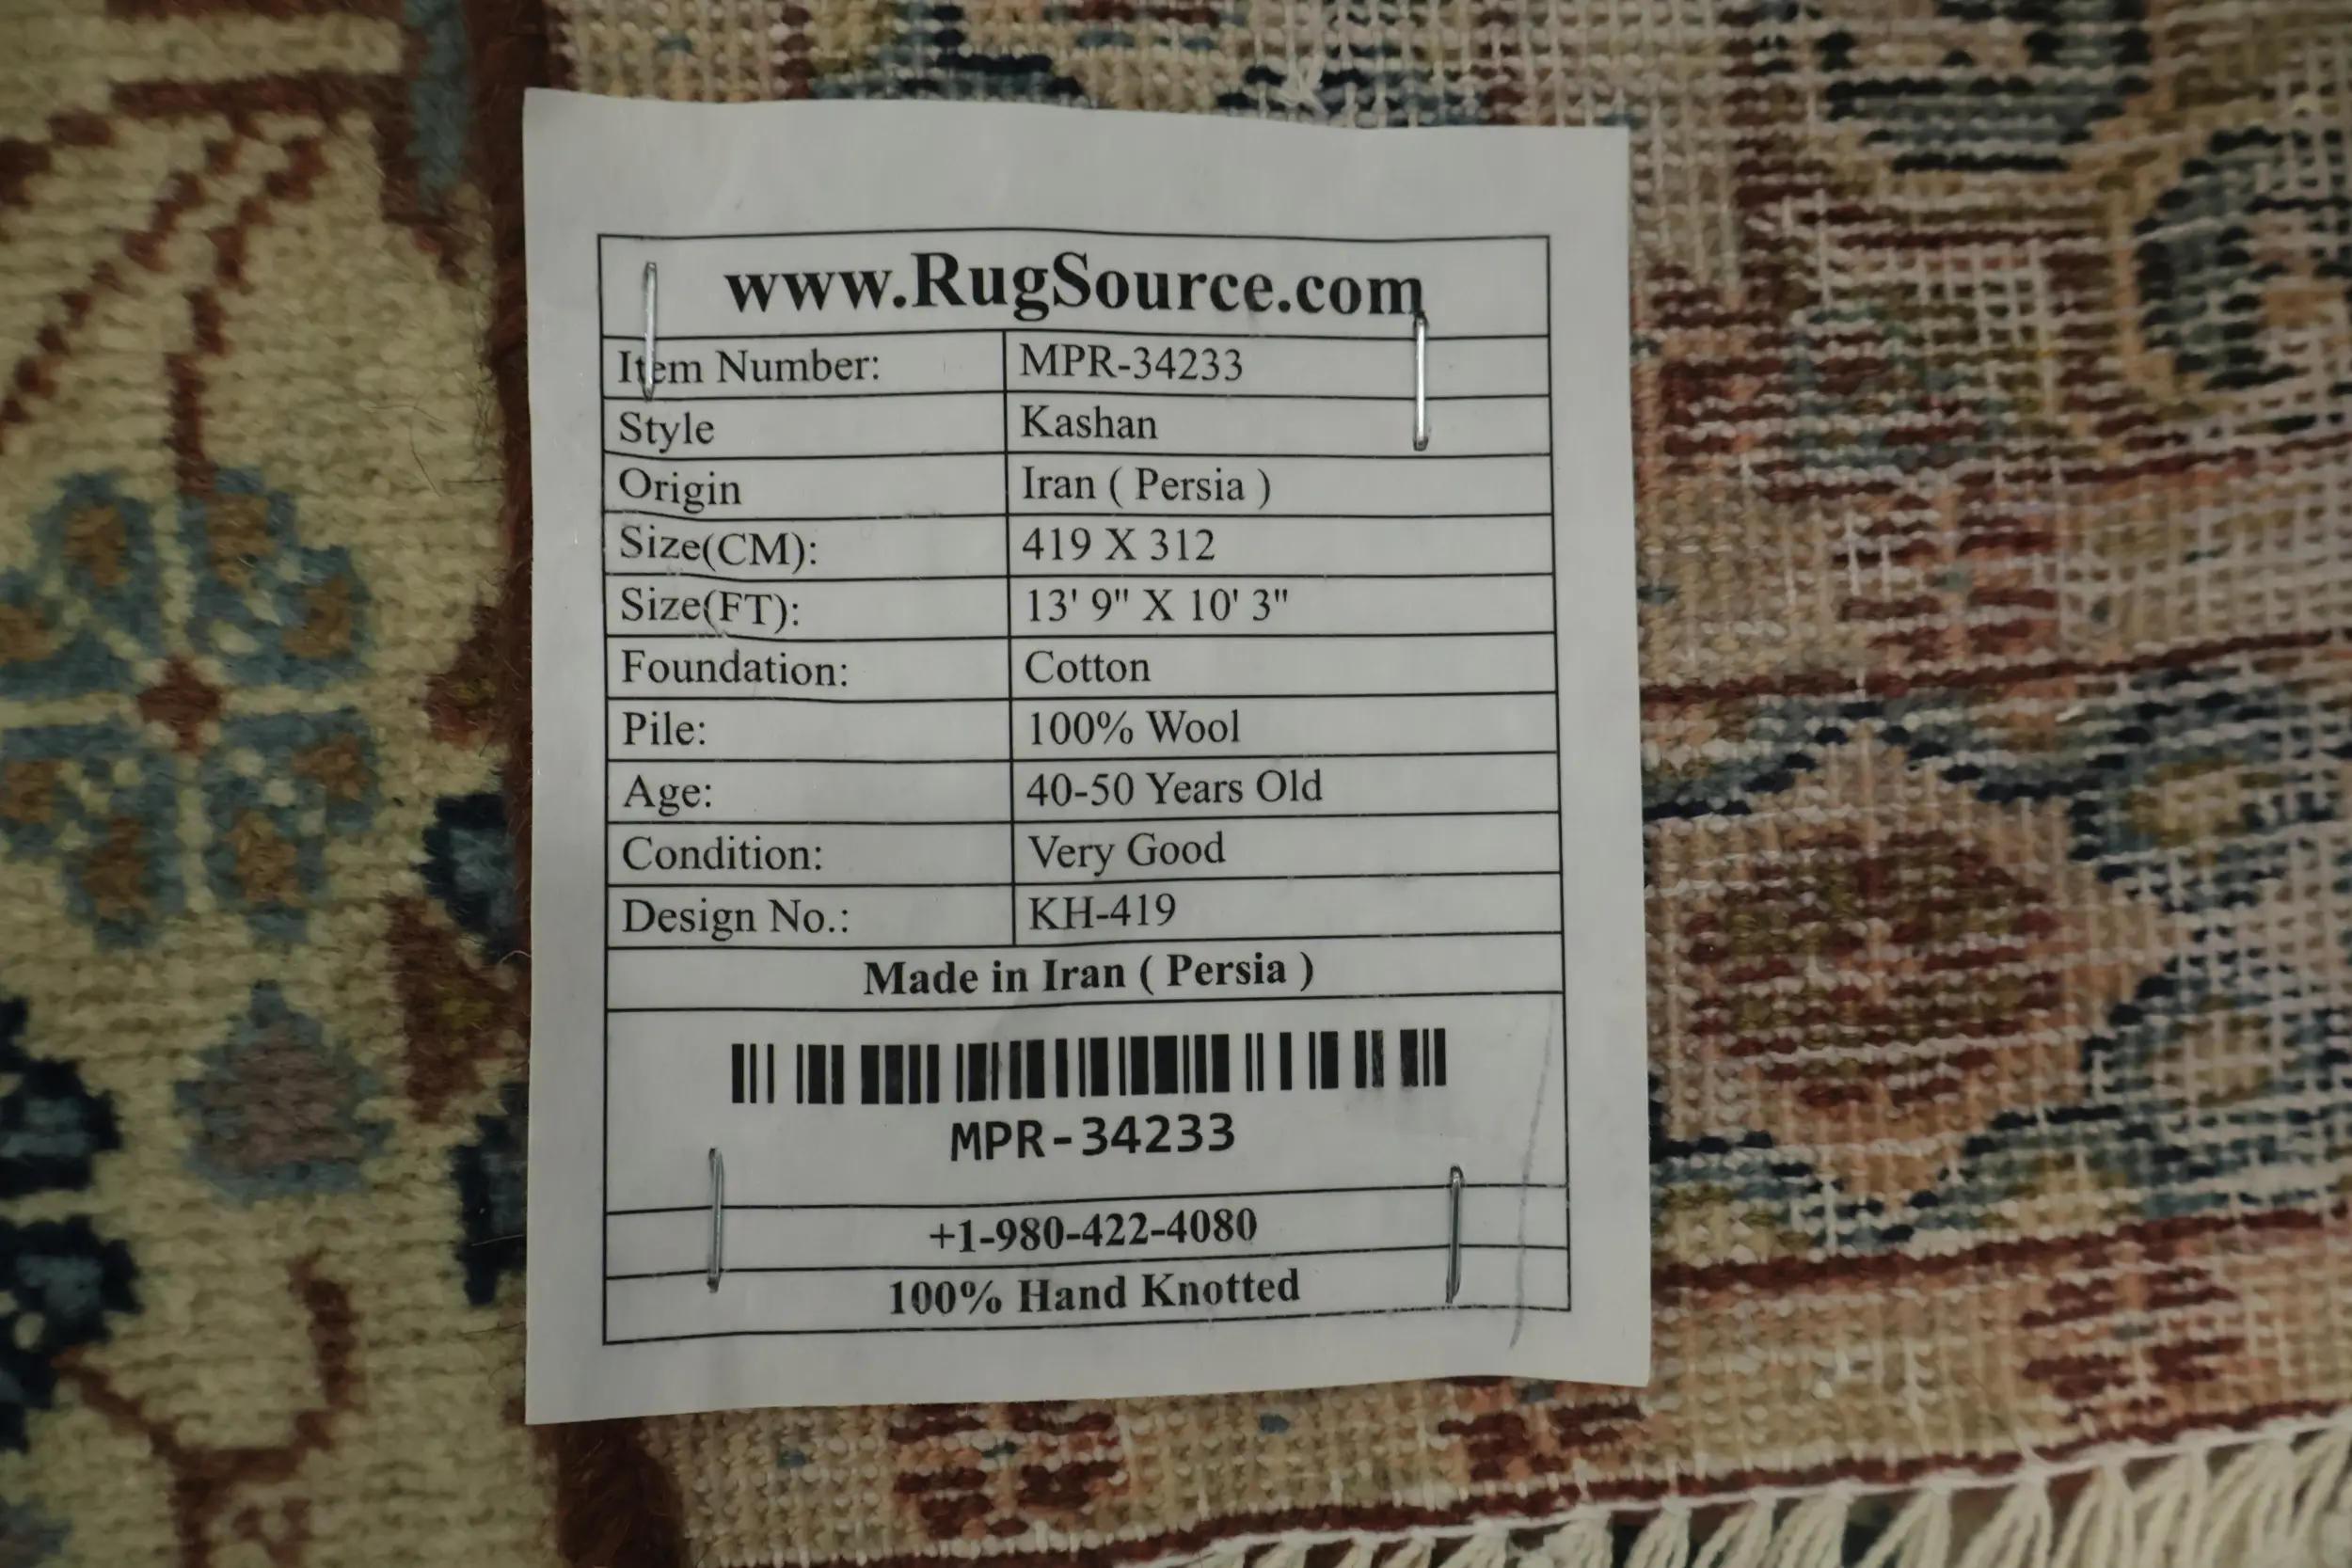 www.RugSource.com
Item Number: MPR-34233
Style Kashan
Origin Iran ( Persia )
Size(CM): 419 X 312
Size(FT): 13' 9" X 10' 3"
Foundation: Cotton
Pile: 100% Wool
Age: 40-50 Years Old
Condition: Very Good
Design No.: KH-419
Made in Iran ( Persia )
MPR-34233
+1-980-422-4080
100% Hand Knotted